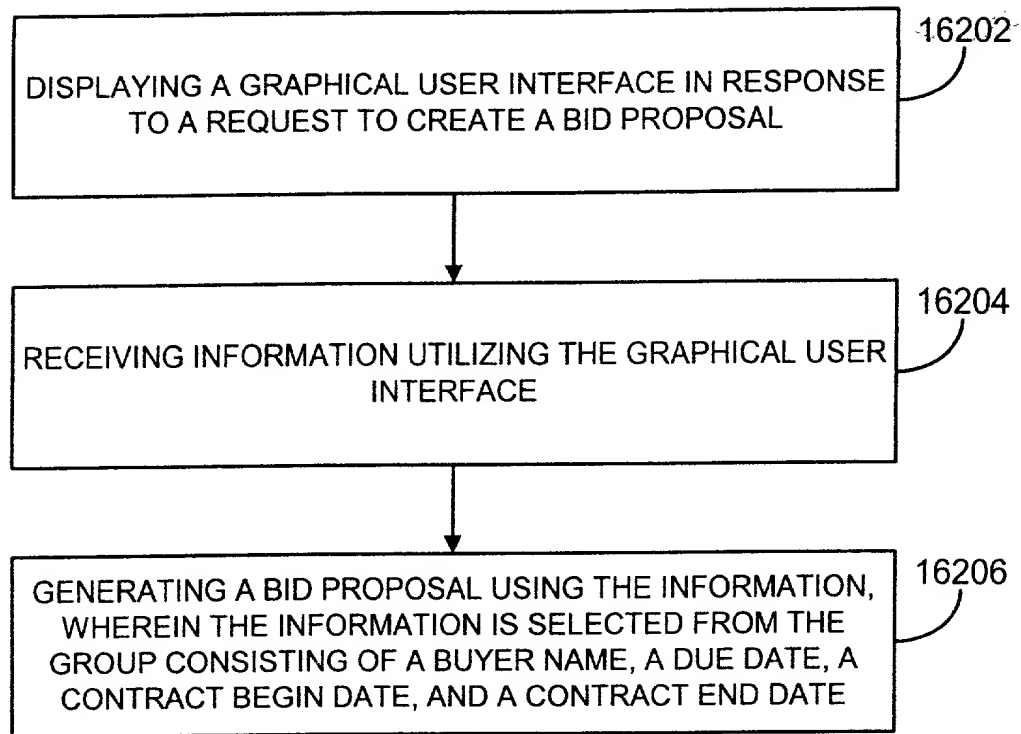 16202
DISPLAYING A GRAPHICAL USER INTERFACE IN RESPONSE
TO A REQUEST TO CREATE A BID PROPOSAL
16204
RECEIVING INFORMATION UTILIZING THE GRAPHICAL USER
INTERFACE
16206
GENERATING A BID PROPOSAL USING THE INFORMATION,
WHEREIN THE INFORMATION IS SELECTED FROM THE
GROUP CONSISTING OF A BUYER NAME, A DUE DATE, A
CONTRACT BEGIN DATE, AND A CONTRACT END DATE